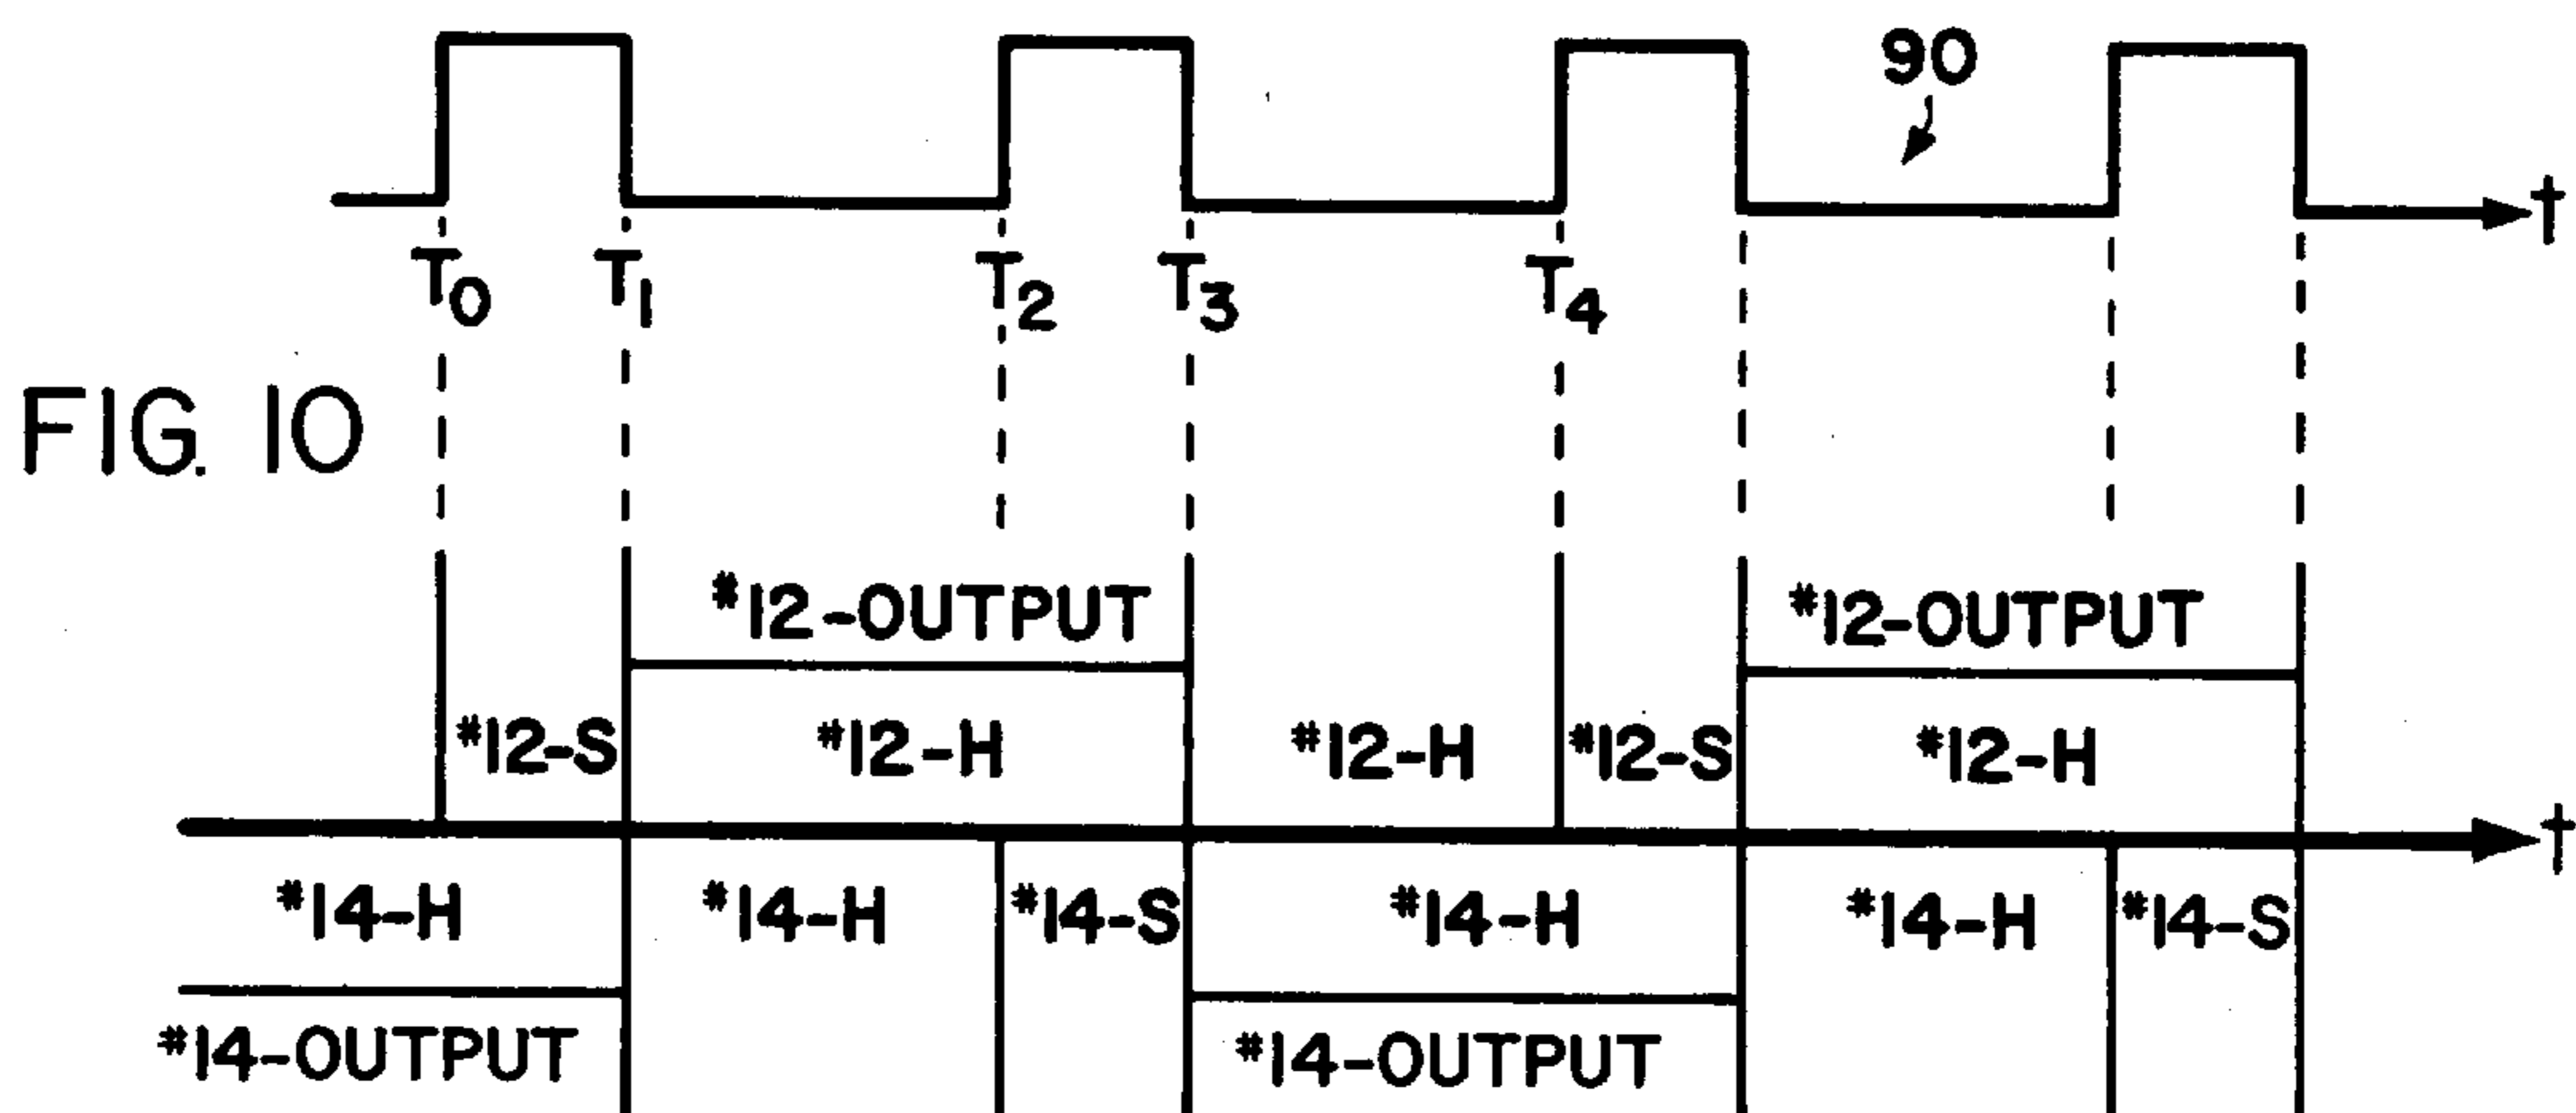 90
t
T0 T1 T2 T3 T4
FIG. 10
#12-OUTPUT #12-OUTPUT
#12-S #12-H #12-H #12-S #12-H
t
#14-H #14-H #14-S #14-H #14-H #14-S
#14-OUTPUT #14-OUTPUT